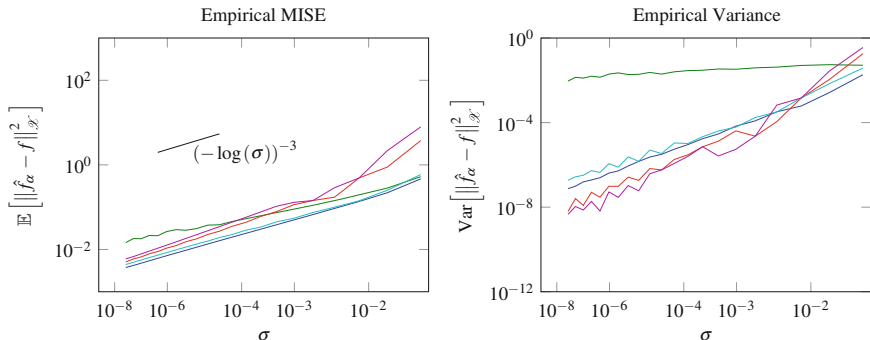 Empirical MISE
10^2
10^0
10^{-2}
𝔼 [||f̂_α − f||²_𝒳]
(−log(σ))^{−3}
10^{-8} 10^{-6} 10^{-4} 10^{-3} 10^{-2}
σ
Empirical Variance
10^0
10^{-4}
10^{-8}
10^{-12}
Var [||f̂_α − f||²_𝒳]
10^{-8} 10^{-6} 10^{-4} 10^{-3} 10^{-2}
σ